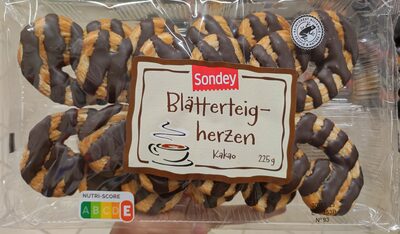 Sondey
Blätterteig-
herzen
Kakao
225 g
NUTRI-SCORE
A B C D E